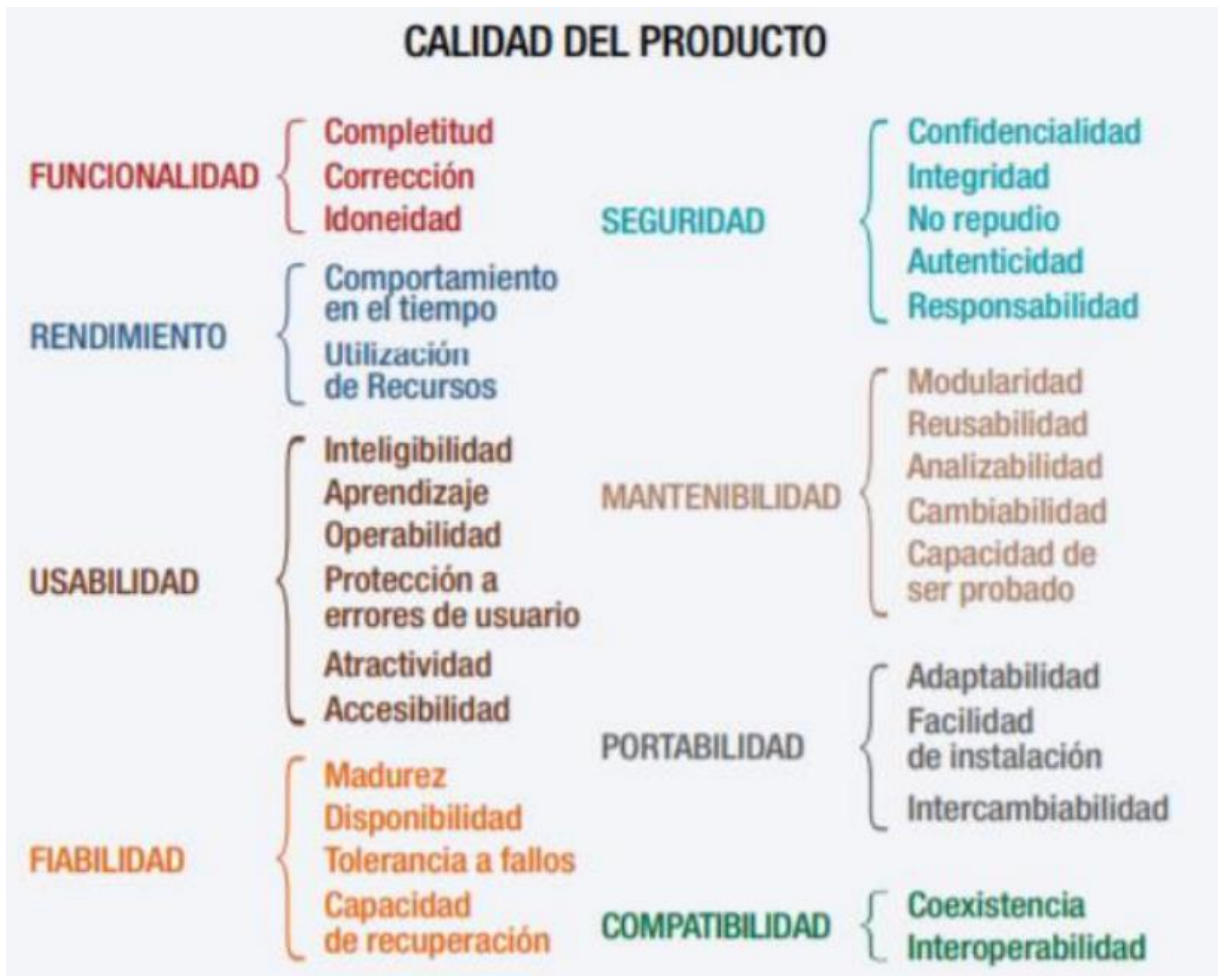 CALIDAD DEL PRODUCTO
FUNCIONALIDAD
Completitud
Corrección
Idoneidad
RENDIMIENTO
Comportamiento
en el tiempo
Utilización
de Recursos
USABILIDAD
Inteligibilidad
Aprendizaje
Operabilidad
Protección a
errores de usuario
Atractividad
Accesibilidad
FIABILIDAD
Madurez
Disponibilidad
Tolerancia a fallos
Capacidad
de recuperación
SEGURIDAD
Confidencialidad
Integridad
No repudio
Autenticidad
Responsabilidad
MANTENIBILIDAD
Modularidad
Reusabilidad
Analizabilidad
Cambiabilidad
Capacidad de
ser probado
PORTABILIDAD
Adaptabilidad
Facilidad
de instalación
Intercambiabilidad
COMPATIBILIDAD
Coexistencia
Interoperabilidad